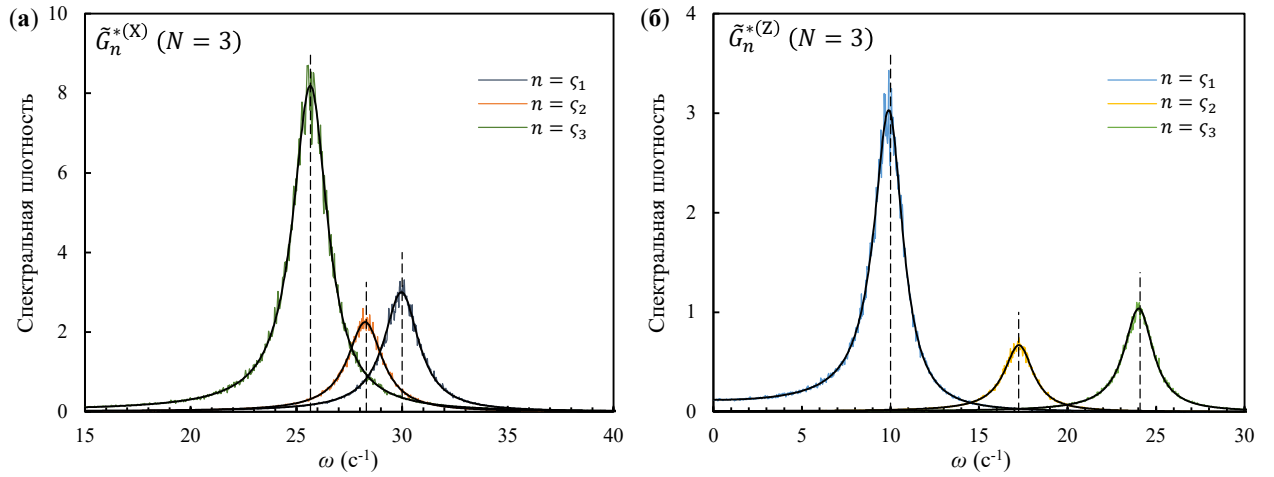 (а)
G̃ₙ*⁽ˣ⁾ (N = 3)
n = ς₁
n = ς₂
n = ς₃
Спектральная плотность
10
8
6
4
2
0
15 20 25 30 35 40
ω (с⁻¹)
(б)
G̃ₙ*⁽ᶻ⁾ (N = 3)
n = ς₁
n = ς₂
n = ς₃
Спектральная плотность
4
3
2
1
0
0 5 10 15 20 25 30
ω (с⁻¹)